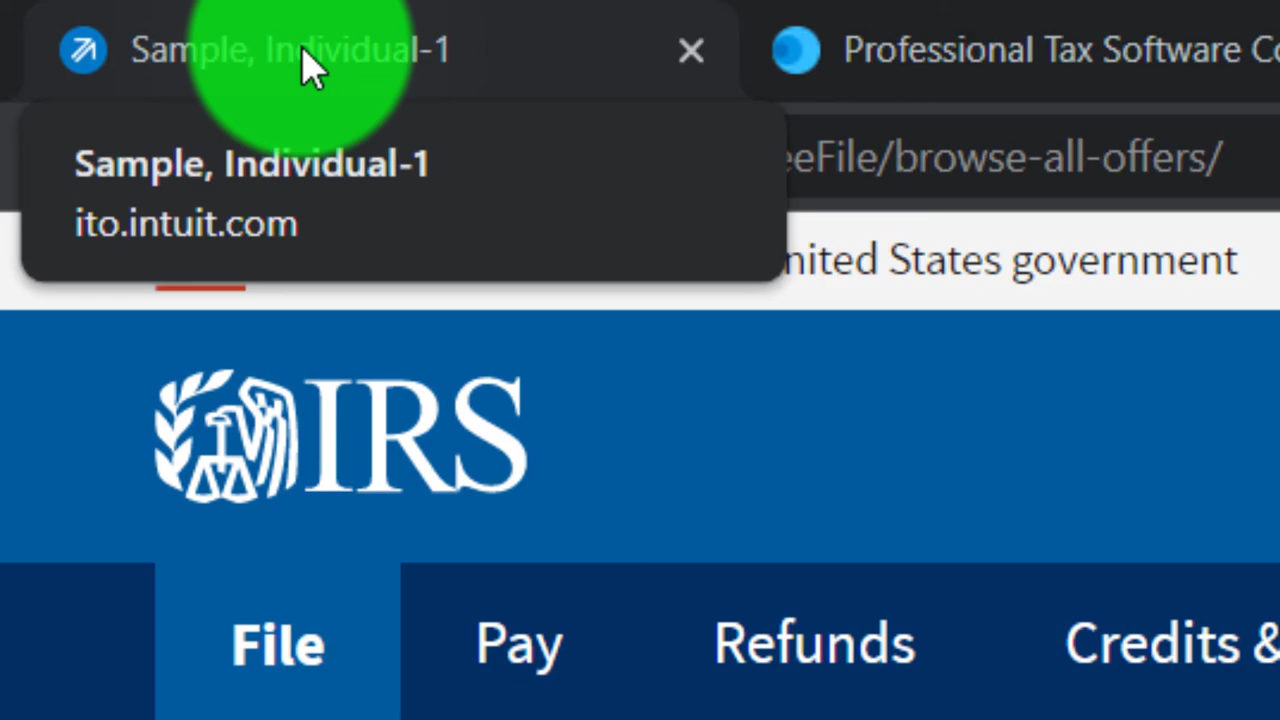 Sample, Individual-1
Professional Tax Software
Sample, Individual-1
ito.intuit.com
eeFile/browse-all-offers/
nited States government
IRS
File
Pay
Refunds
Credits &